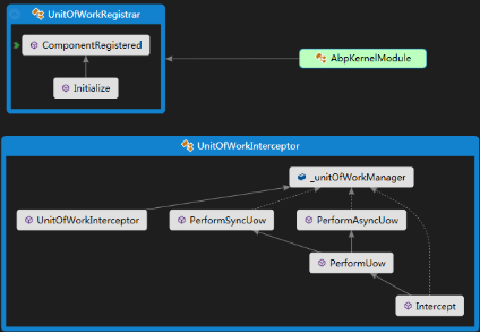 UnitOfWorkRegistrar
ComponentRegistered
AbpKernelModule
Initialize
UnitOfWorkInterceptor
_unitOfWorkManager
UnitOfWorkInterceptor
PerformSyncUow
PerformAsyncUow
PerformUow
Intercept